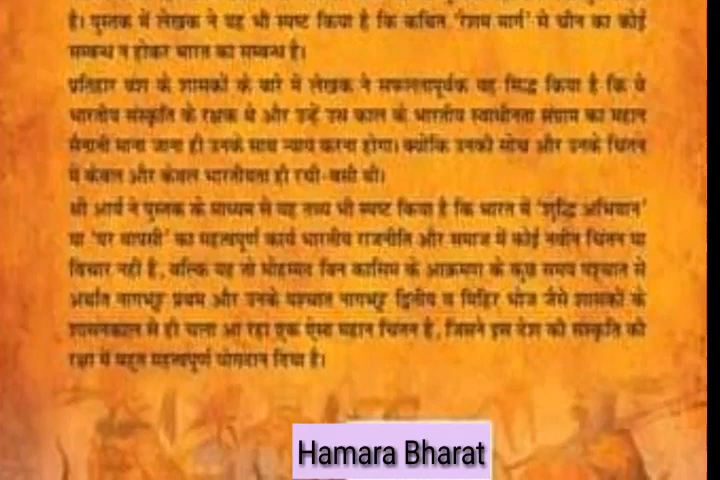 है। पुस्तक में लेखक ने यह भी स्पष्ट किया है कि कथित 'रेशम मार्ग' से चीन का कोई
सम्बन्ध न होकर भारत का सम्बन्ध है।
प्रतिहार वंश के शासकों के बारे में लेखक ने सफलतापूर्वक यह सिद्ध किया है कि वे
भारतीय संस्कृति के रक्षक थे और उन्हें उस काल के भारतीय स्वाधीनता संग्राम का महान
सेनानी माना जाना ही उनके साथ न्याय करना होगा। क्योंकि उनकी सोच और उनके चिंतन
में केवल और केवल भारतीयता ही रची-बसी थी।
श्री आर्य ने पुस्तक के माध्यम से यह तथ्य भी स्पष्ट किया है कि भारत में 'शुद्धि अभियान'
या 'घर वापसी' का महत्वपूर्ण कार्य भारतीय राजनीति और समाज में कोई नवीन चिंतन या
विचार नहीं है, बल्कि यह तो मोहम्मद बिन कासिम के आक्रमण के कुछ समय पश्चात से
अर्थात नागभट्ट प्रथम और उनके पश्चात नागभट्ट द्वितीय व मिहिर भोज जैसे शासकों के
शासनकाल से ही चला आ रहा एक ऐसा महान चिंतन है, जिसने इस देश की संस्कृति की
रक्षा में बहुत महत्वपूर्ण योगदान दिया है।
Hamara Bharat